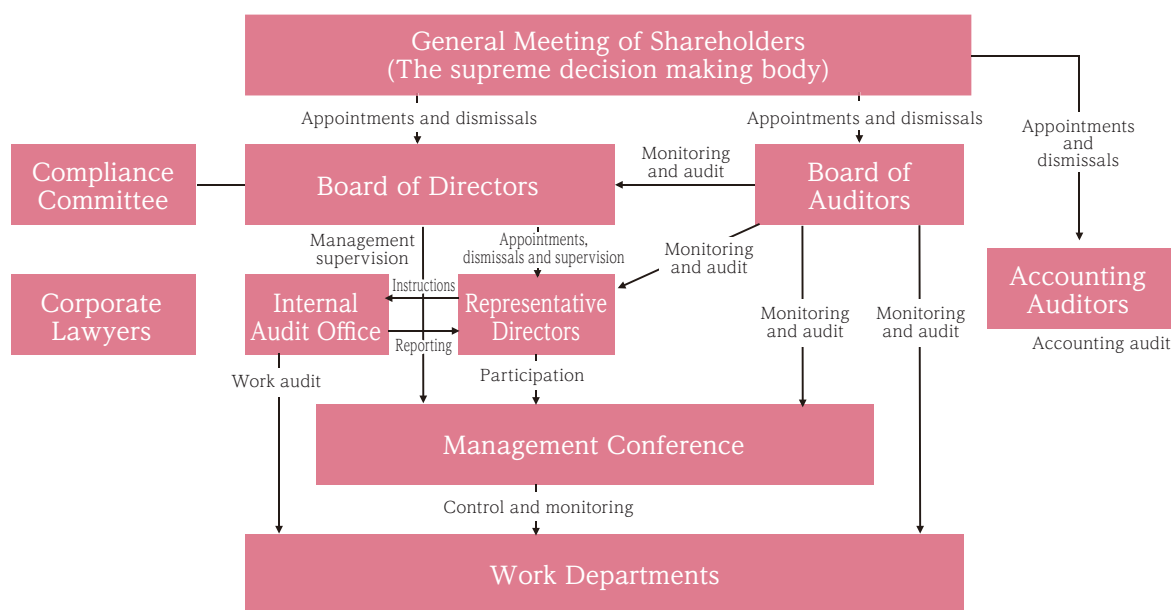 General Meeting of Shareholders
(The supreme decision making body)
Appointments and dismissals
Appointments and dismissals
Appointments
and
dismissals
Compliance
Committee
Board of Directors
Monitoring
and audit
Board of
Auditors
Management
supervision
Appointments,
dismissals and supervision
Monitoring
and audit
Corporate
Lawyers
Internal
Audit Office
Instructions
Reporting
Representative
Directors
Monitoring
and audit
Monitoring
and audit
Accounting
Auditors
Accounting audit
Work audit
Participation
Management Conference
Control and monitoring
Work Departments